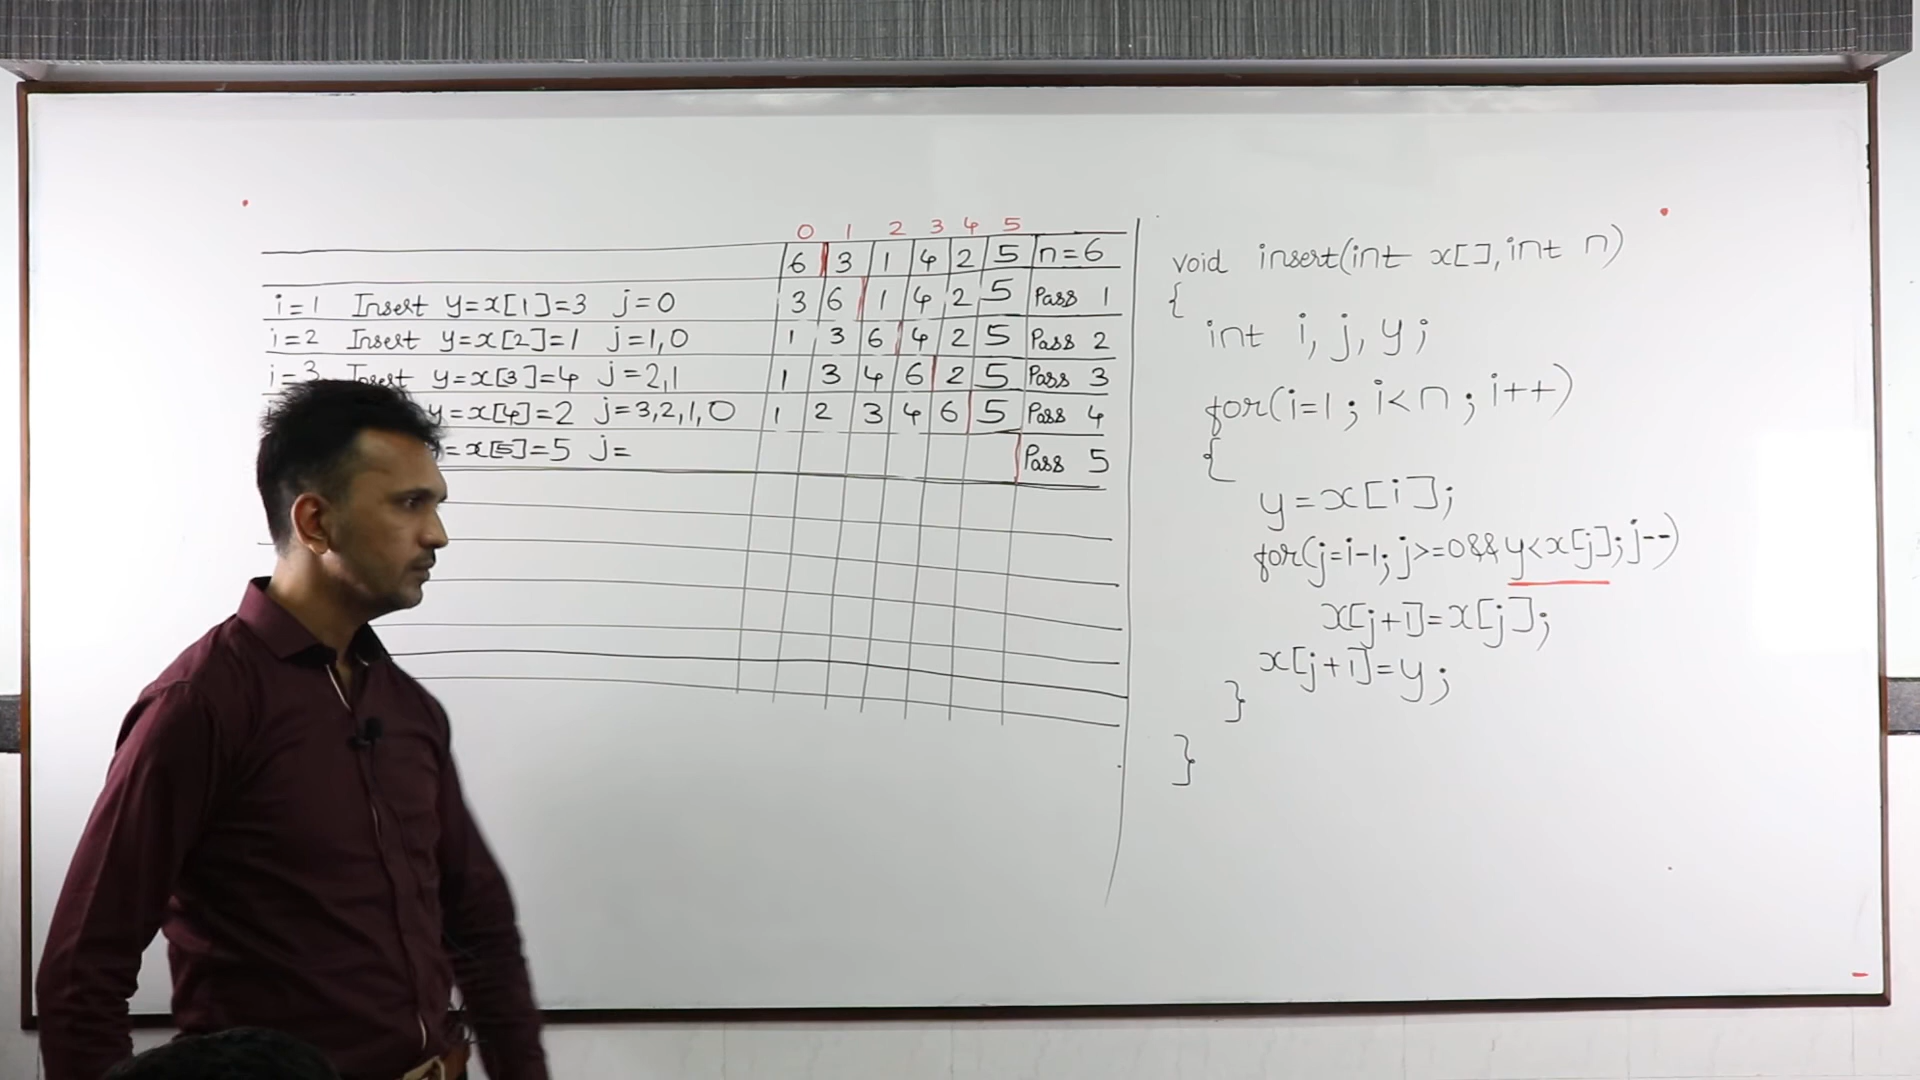 0 1 2 3 4 5
6 3 1 4 2 5 n=6
i=1 Insert y=x[1]=3 j=0 3 6 1 4 2 5 Pass 1
i=2 Insert y=x[2]=1 j=1,0 1 3 6 4 2 5 Pass 2
i=3 Insert y=x[3]=4 j=2,1 1 3 4 6 2 5 Pass 3
y=x[4]=2 j=3,2,1,0 1 2 3 4 6 5 Pass 4
=x[5]=5 j= Pass 5
void insert(int x[], int n)
{
int i, j, y;
for(i=1; i<n; i++)
{
y=x[i];
for(j=i-1; j>=0&&y<x[j]; j--)
x[j+1]=x[j];
x[j+1]=y;
}
}